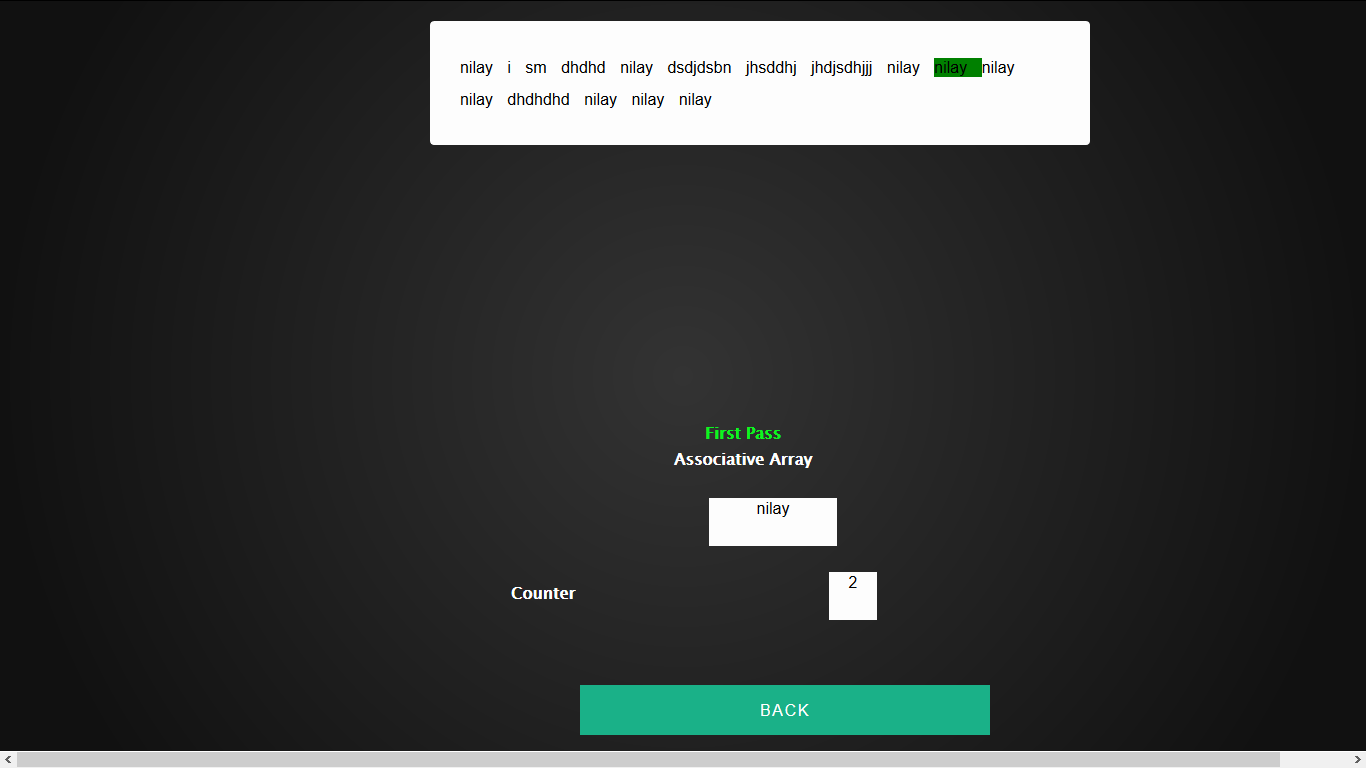 nilay i sm dhdhd nilay dsdjdsbn jhsddhj jhdjsdhjjj nilay nilay nilay
nilay dhdhdhd nilay nilay nilay
First Pass
Associative Array
nilay
Counter 2
BACK